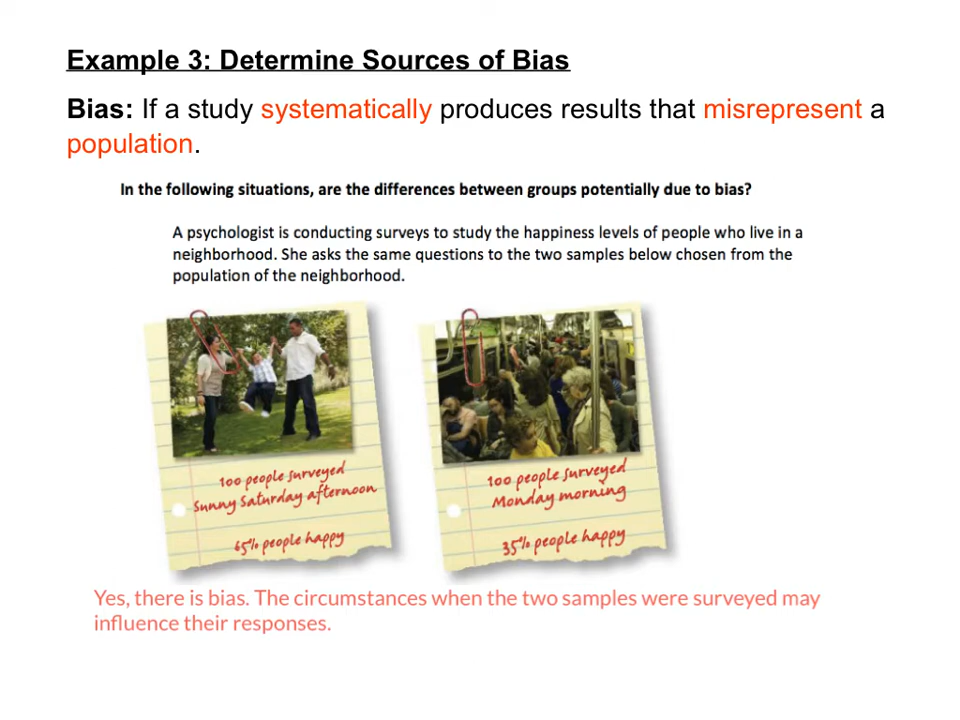 Example 3: Determine Sources of Bias
Bias: If a study systematically produces results that misrepresent a
population.
In the following situations, are the differences between groups potentially due to bias?
A psychologist is conducting surveys to study the happiness levels of people who live in a
neighborhood. She asks the same questions to the two samples below chosen from the
population of the neighborhood.
100 people surveyed
Sunny Saturday afternoon
65% people happy
100 people surveyed
Monday morning
35% people happy
Yes, there is bias. The circumstances when the two samples were surveyed may
influence their responses.